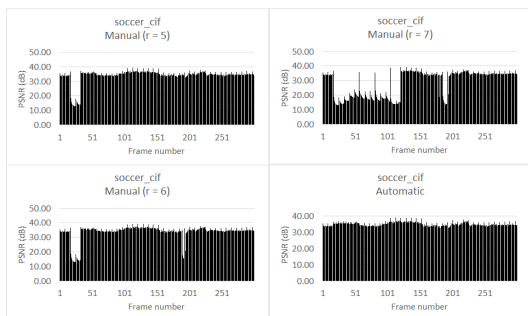 soccer_cif
Manual (r = 5)
PSNR (dB)
50.00
40.00
30.00
20.00
10.00
0.00
1 51 101 151 201 251
Frame number
soccer_cif
Manual (r = 7)
PSNR (dB)
50.00
40.00
30.00
20.00
10.00
0.00
1 51 101 151 201 251
Frame number
soccer_cif
Manual (r = 6)
PSNR (dB)
50.00
40.00
30.00
20.00
10.00
0.00
1 51 101 151 201 251
Frame number
soccer_cif
Automatic
PSNR (dB)
40.00
30.00
20.00
10.00
0.00
1 51 101 151 201 251
Frame number